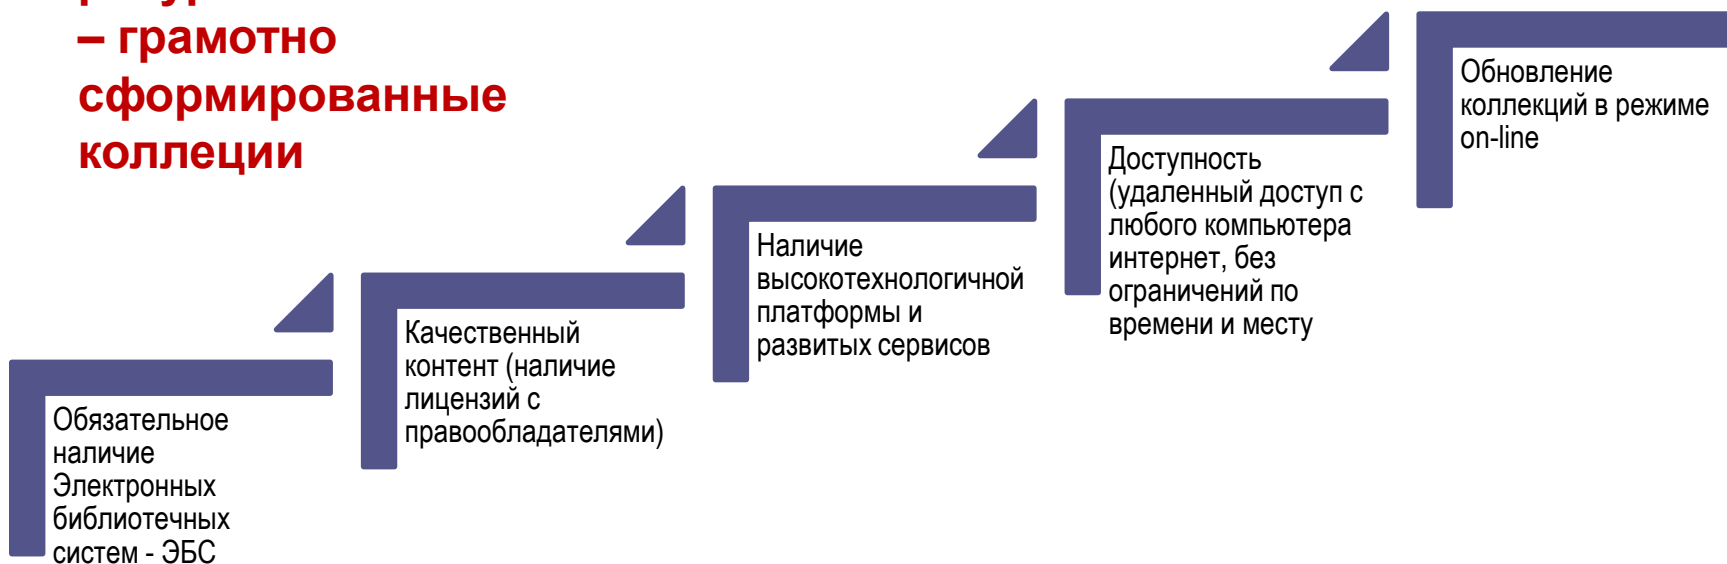 – грамотно
сформированные
коллеции
Обязательное
наличие
Электронных
библиотечных
систем - ЭБС
Качественный
контент (наличие
лицензий с
правообладателями)
Наличие
высокотехнологичной
платформы и
развитых сервисов
Доступность
(удаленный доступ с
любого компьютера
интернет, без
ограничений по
времени и месту
Обновление
коллекций в режиме
on-line